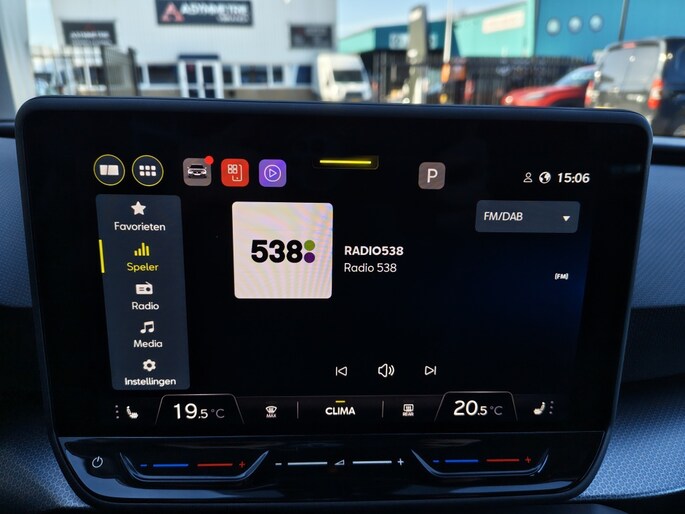 ASYMMETRIE
P
15:06
Favorieten
Speler
Radio
Media
Instellingen
538
RADIO538
Radio 538
FM/DAB
(FM)
19.5°C
MAX
CLIMA
REAR
20.5°C